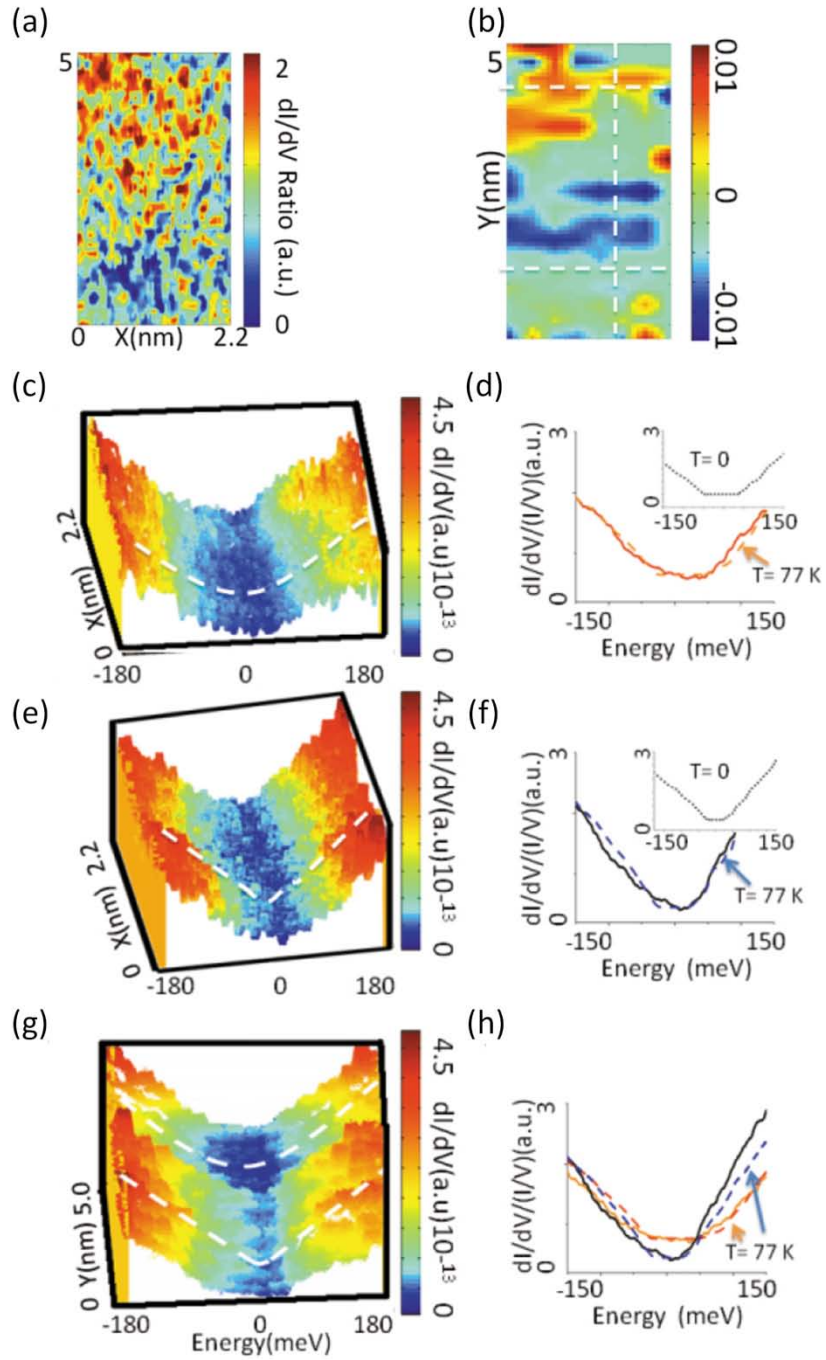 (a)
5
0
X(nm)
2.2
2
dI/dV Ratio (a.u.)
0
(b)
5
Y(nm)
0.01
0
-0.01
(c)
2.2
X(nm)
0
-180
0
180
4.5
dI/dV(a.u)10-13
0
(d)
3
dI/dV/(I/V)(a.u.)
0
-150
150
Energy (meV)
3
T= 0
0
-150
150
T= 77 K
(e)
2.2
X(nm)
0
-180
0
180
4.5
dI/dV(a.u)10-13
0
(f)
3
dI/dV/(I/V)(a.u.)
0
-150
150
Energy (meV)
3
T= 0
0
-150
150
T= 77 K
(g)
0 Y(nm) 5.0
-180
0
180
Energy(meV)
4.5
dI/dV(a.u)10-13
0
(h)
3
dI/dV/(I/V)(a.u.)
0
-150
150
Energy (meV)
T= 77 K